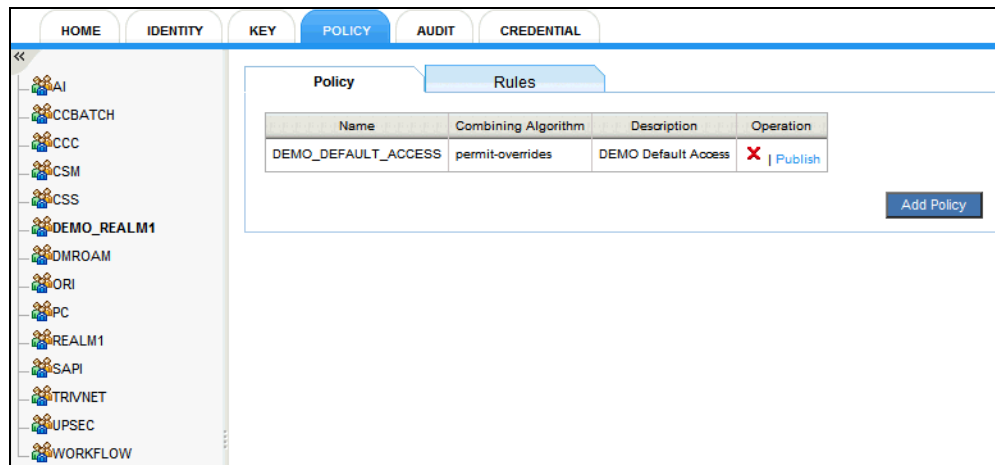 HOME IDENTITY KEY POLICY AUDIT CREDENTIAL
«
AI
CCBATCH
CCC
CSM
CSS
DEMO_REALM1
DMROAM
ORI
PC
REALM1
SAPI
TRIVNET
UPSEC
WORKFLOW
Policy Rules
Name Combining Algorithm Description Operation
DEMO_DEFAULT_ACCESS permit-overrides DEMO Default Access | Publish
Add Policy